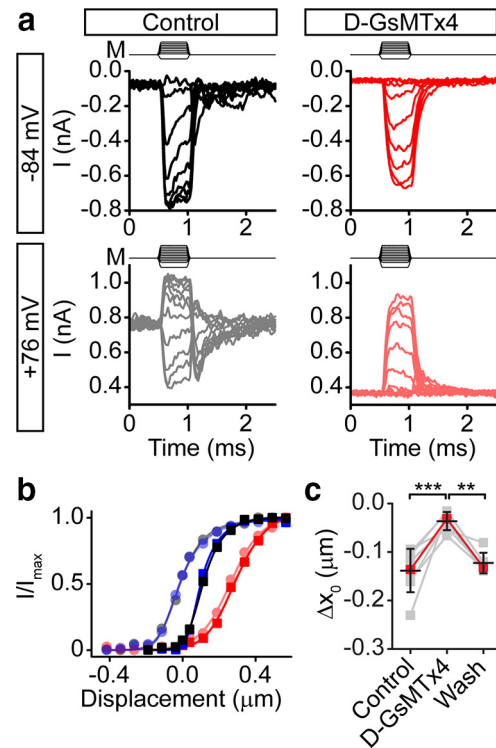 a
Control
D-GsMTx4
-84 mV
M
0.0
-0.2
-0.4
-0.6
-0.8
I (nA)
0 1 2
0.0
-0.2
-0.4
-0.6
-0.8
I (nA)
0 1 2
+76 mV
M
1.0
0.8
0.6
0.4
I (nA)
0 1 2
Time (ms)
1.0
0.8
0.6
0.4
I (nA)
0 1 2
Time (ms)
b
1.0
0.5
0
I/Imax
-0.4 0.0 0.4
Displacement (μm)
c
*** **
0.0
-0.1
-0.2
-0.3
Δx0 (μm)
Control
D-GsMTx4
Wash